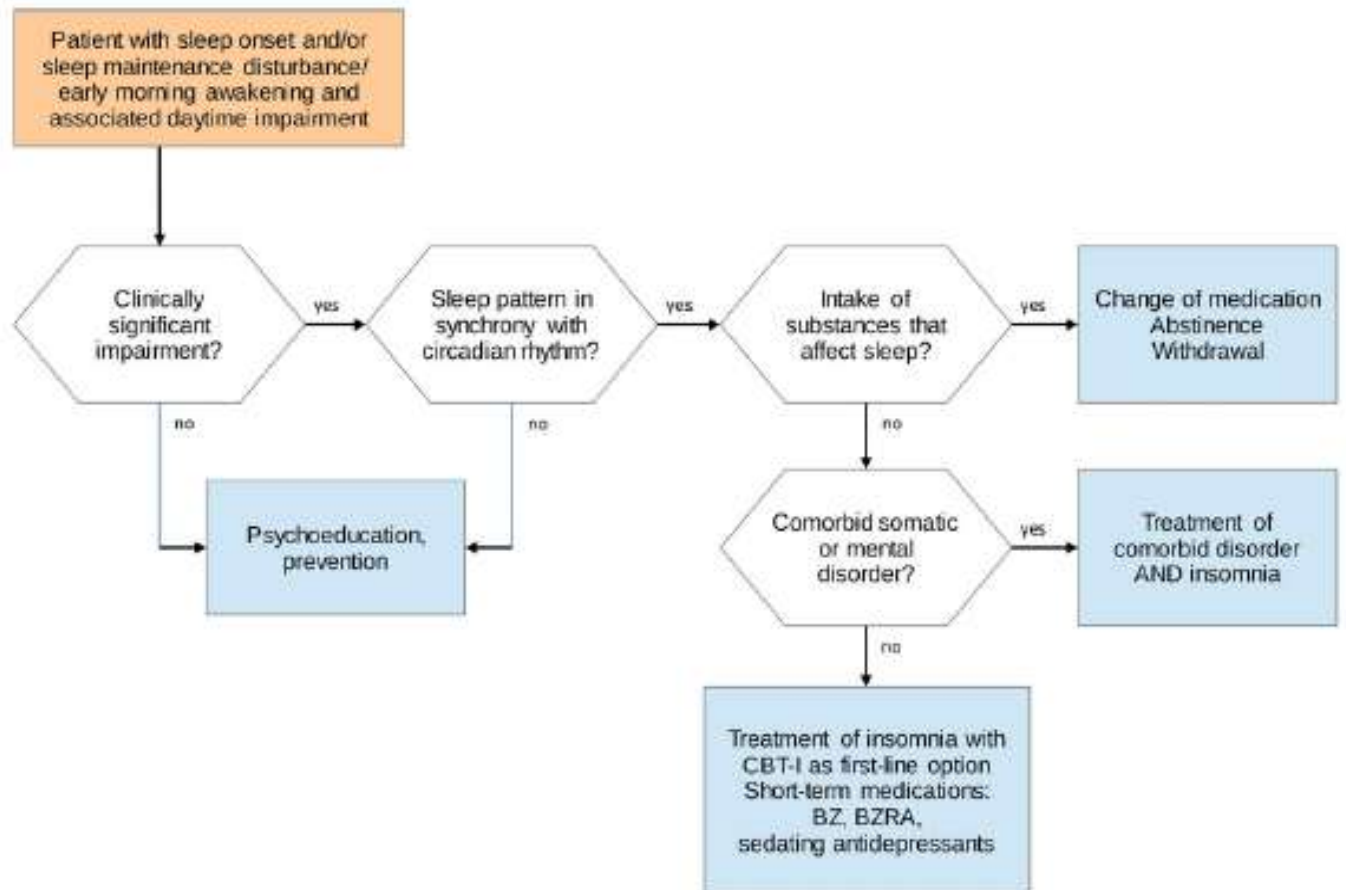 Patient with sleep onset and/or
sleep maintenance disturbance/
early morning awakening and
associated daytime impairment
Clinically
significant
impairment?
yes
Sleep pattern in
synchrony with
circadian rhythm?
yes
Intake of
substances that
affect sleep?
yes
Change of medication
Abstinence
Withdrawal
no
no
no
Psychoeducation,
prevention
Comorbid somatic
or mental
disorder?
yes
Treatment of
comorbid disorder
AND insomnia
no
Treatment of insomnia with
CBT-I as first-line option
Short-term medications:
BZ, BZRA,
sedating antidepressants